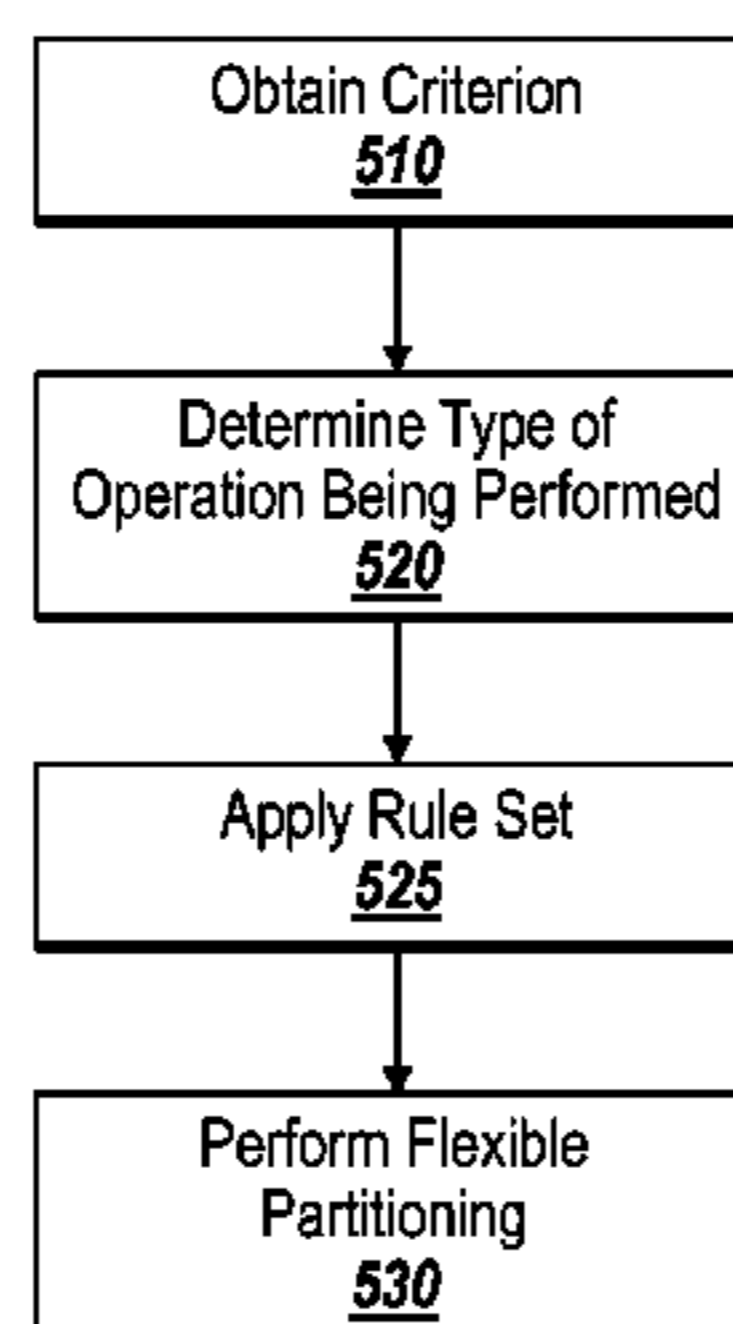 Obtain Criterion
510
Determine Type of
Operation Being Performed
520
Apply Rule Set
525
Perform Flexible
Partitioning
530